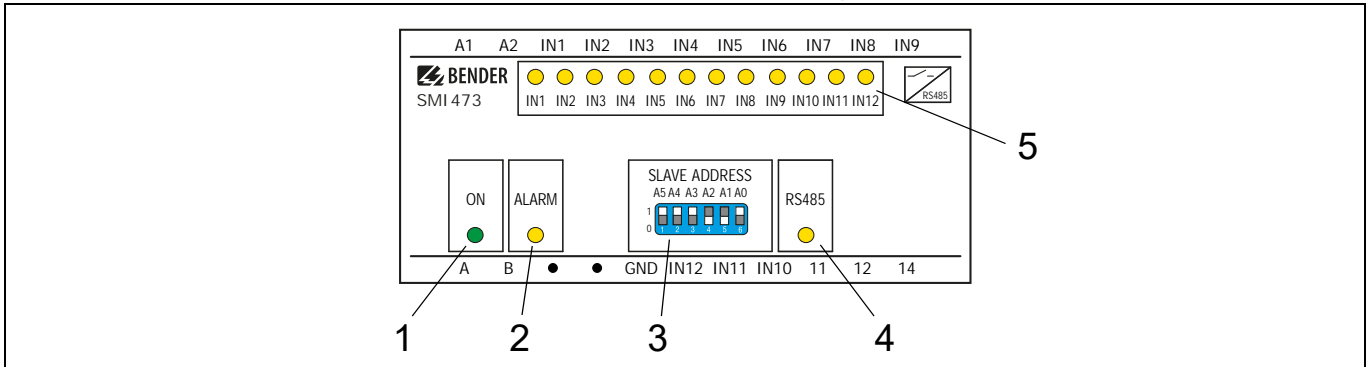 A1 A2 IN1 IN2 IN3 IN4 IN5 IN6 IN7 IN8 IN9
BENDER
SMI 473
IN1 IN2 IN3 IN4 IN5 IN6 IN7 IN8 IN9 IN10 IN11 IN12
RS485
5
ON
ALARM
SLAVE ADDRESS
A5 A4 A3 A2 A1 A0
1
0
1 2 3 4 5 6
RS485
A B • • GND IN12 IN11 IN10 11 12 14
1 2 3 4